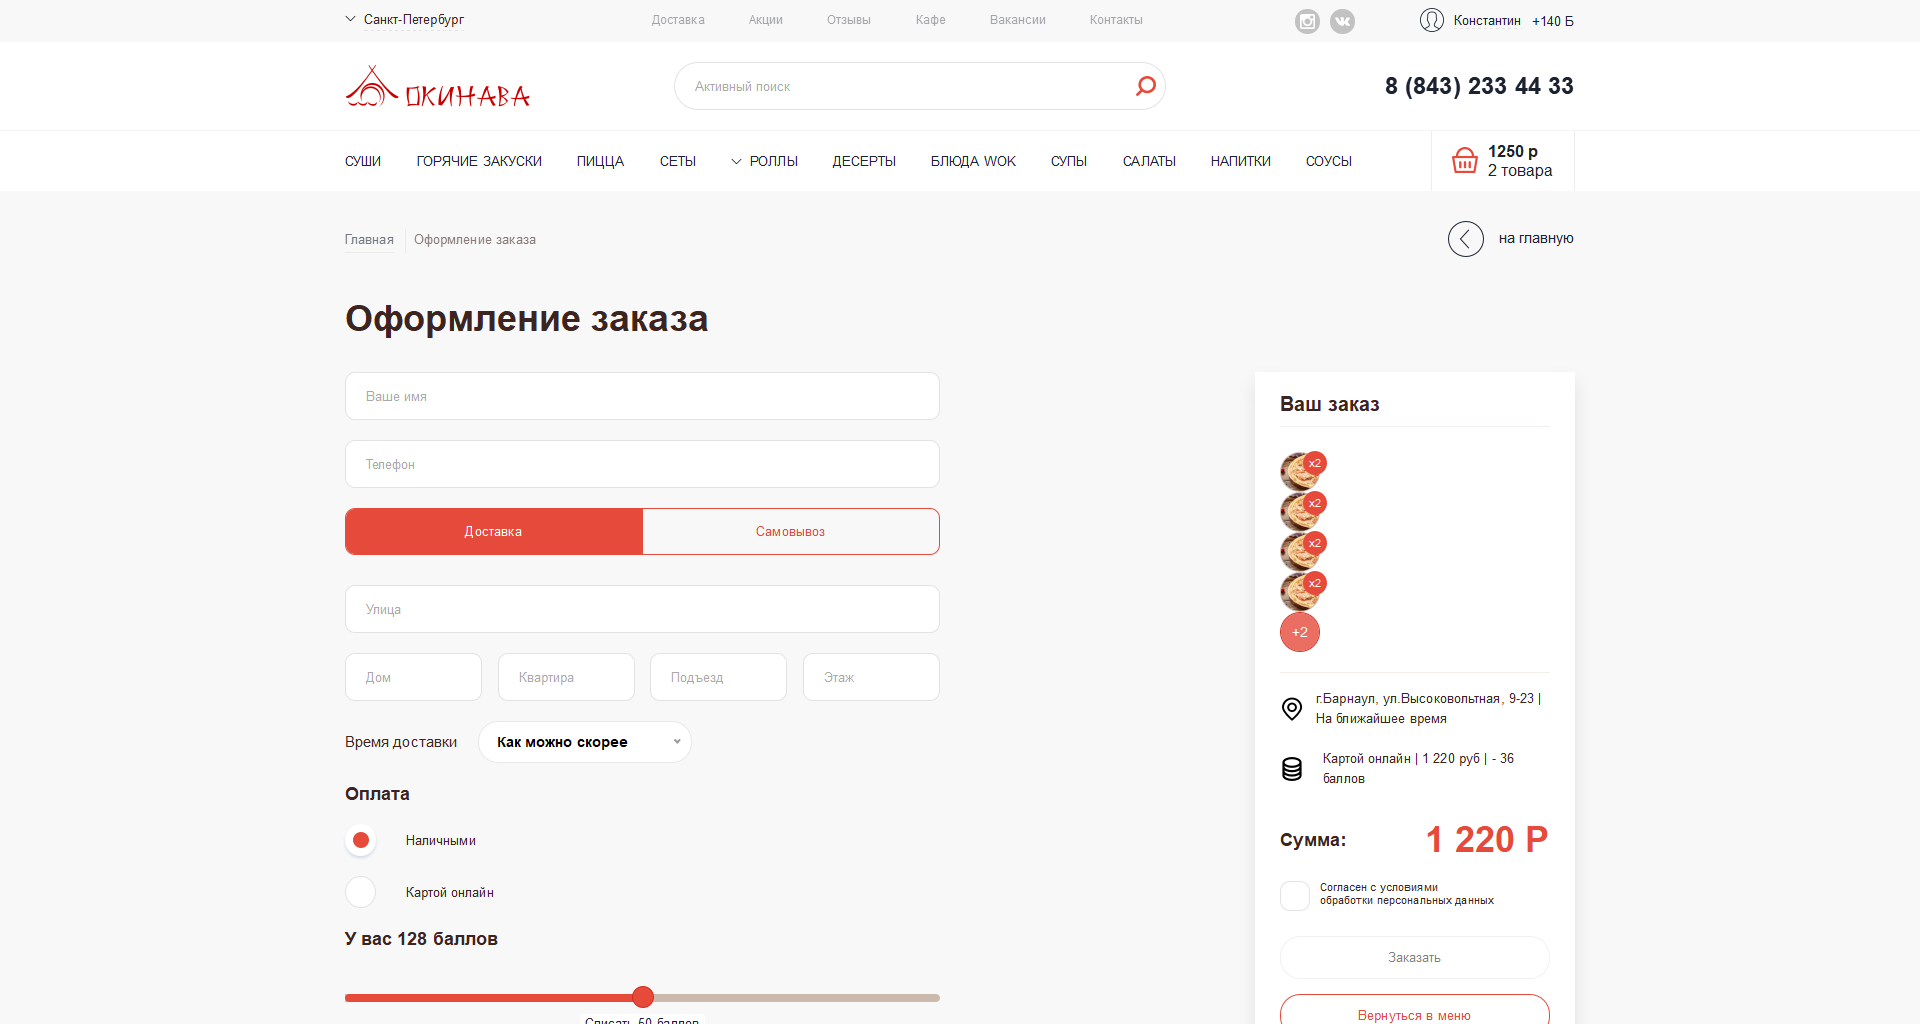 Санкт-Петербург
Доставка
Акции
Отзывы
Кафе
Вакансии
Контакты
Константин
+140 Б
ОКИНАВА
Активный поиск
8 (843) 233 44 33
СУШИ
ГОРЯЧИЕ ЗАКУСКИ
ПИЦЦА
СЕТЫ
РОЛЛЫ
ДЕСЕРТЫ
БЛЮДА WOK
СУПЫ
САЛАТЫ
НАПИТКИ
СОУСЫ
1250 р
2 товара
Главная
Оформление заказа
на главную
Оформление заказа
Ваше имя
Телефон
Доставка
Самовывоз
Улица
Дом
Квартира
Подъезд
Этаж
Время доставки
Как можно скорее
Оплата
Наличными
Картой онлайн
У вас 128 баллов
Списать 50 баллов
Ваш заказ
x2
x2
x2
x2
+2
г.Барнаул, ул.Высоковольтная, 9-23 |
На ближайшее время
Картой онлайн | 1 220 руб | - 36
баллов
Сумма:
1 220 Р
Согласен с условиями
обработки персональных данных
Заказать
Вернуться в меню